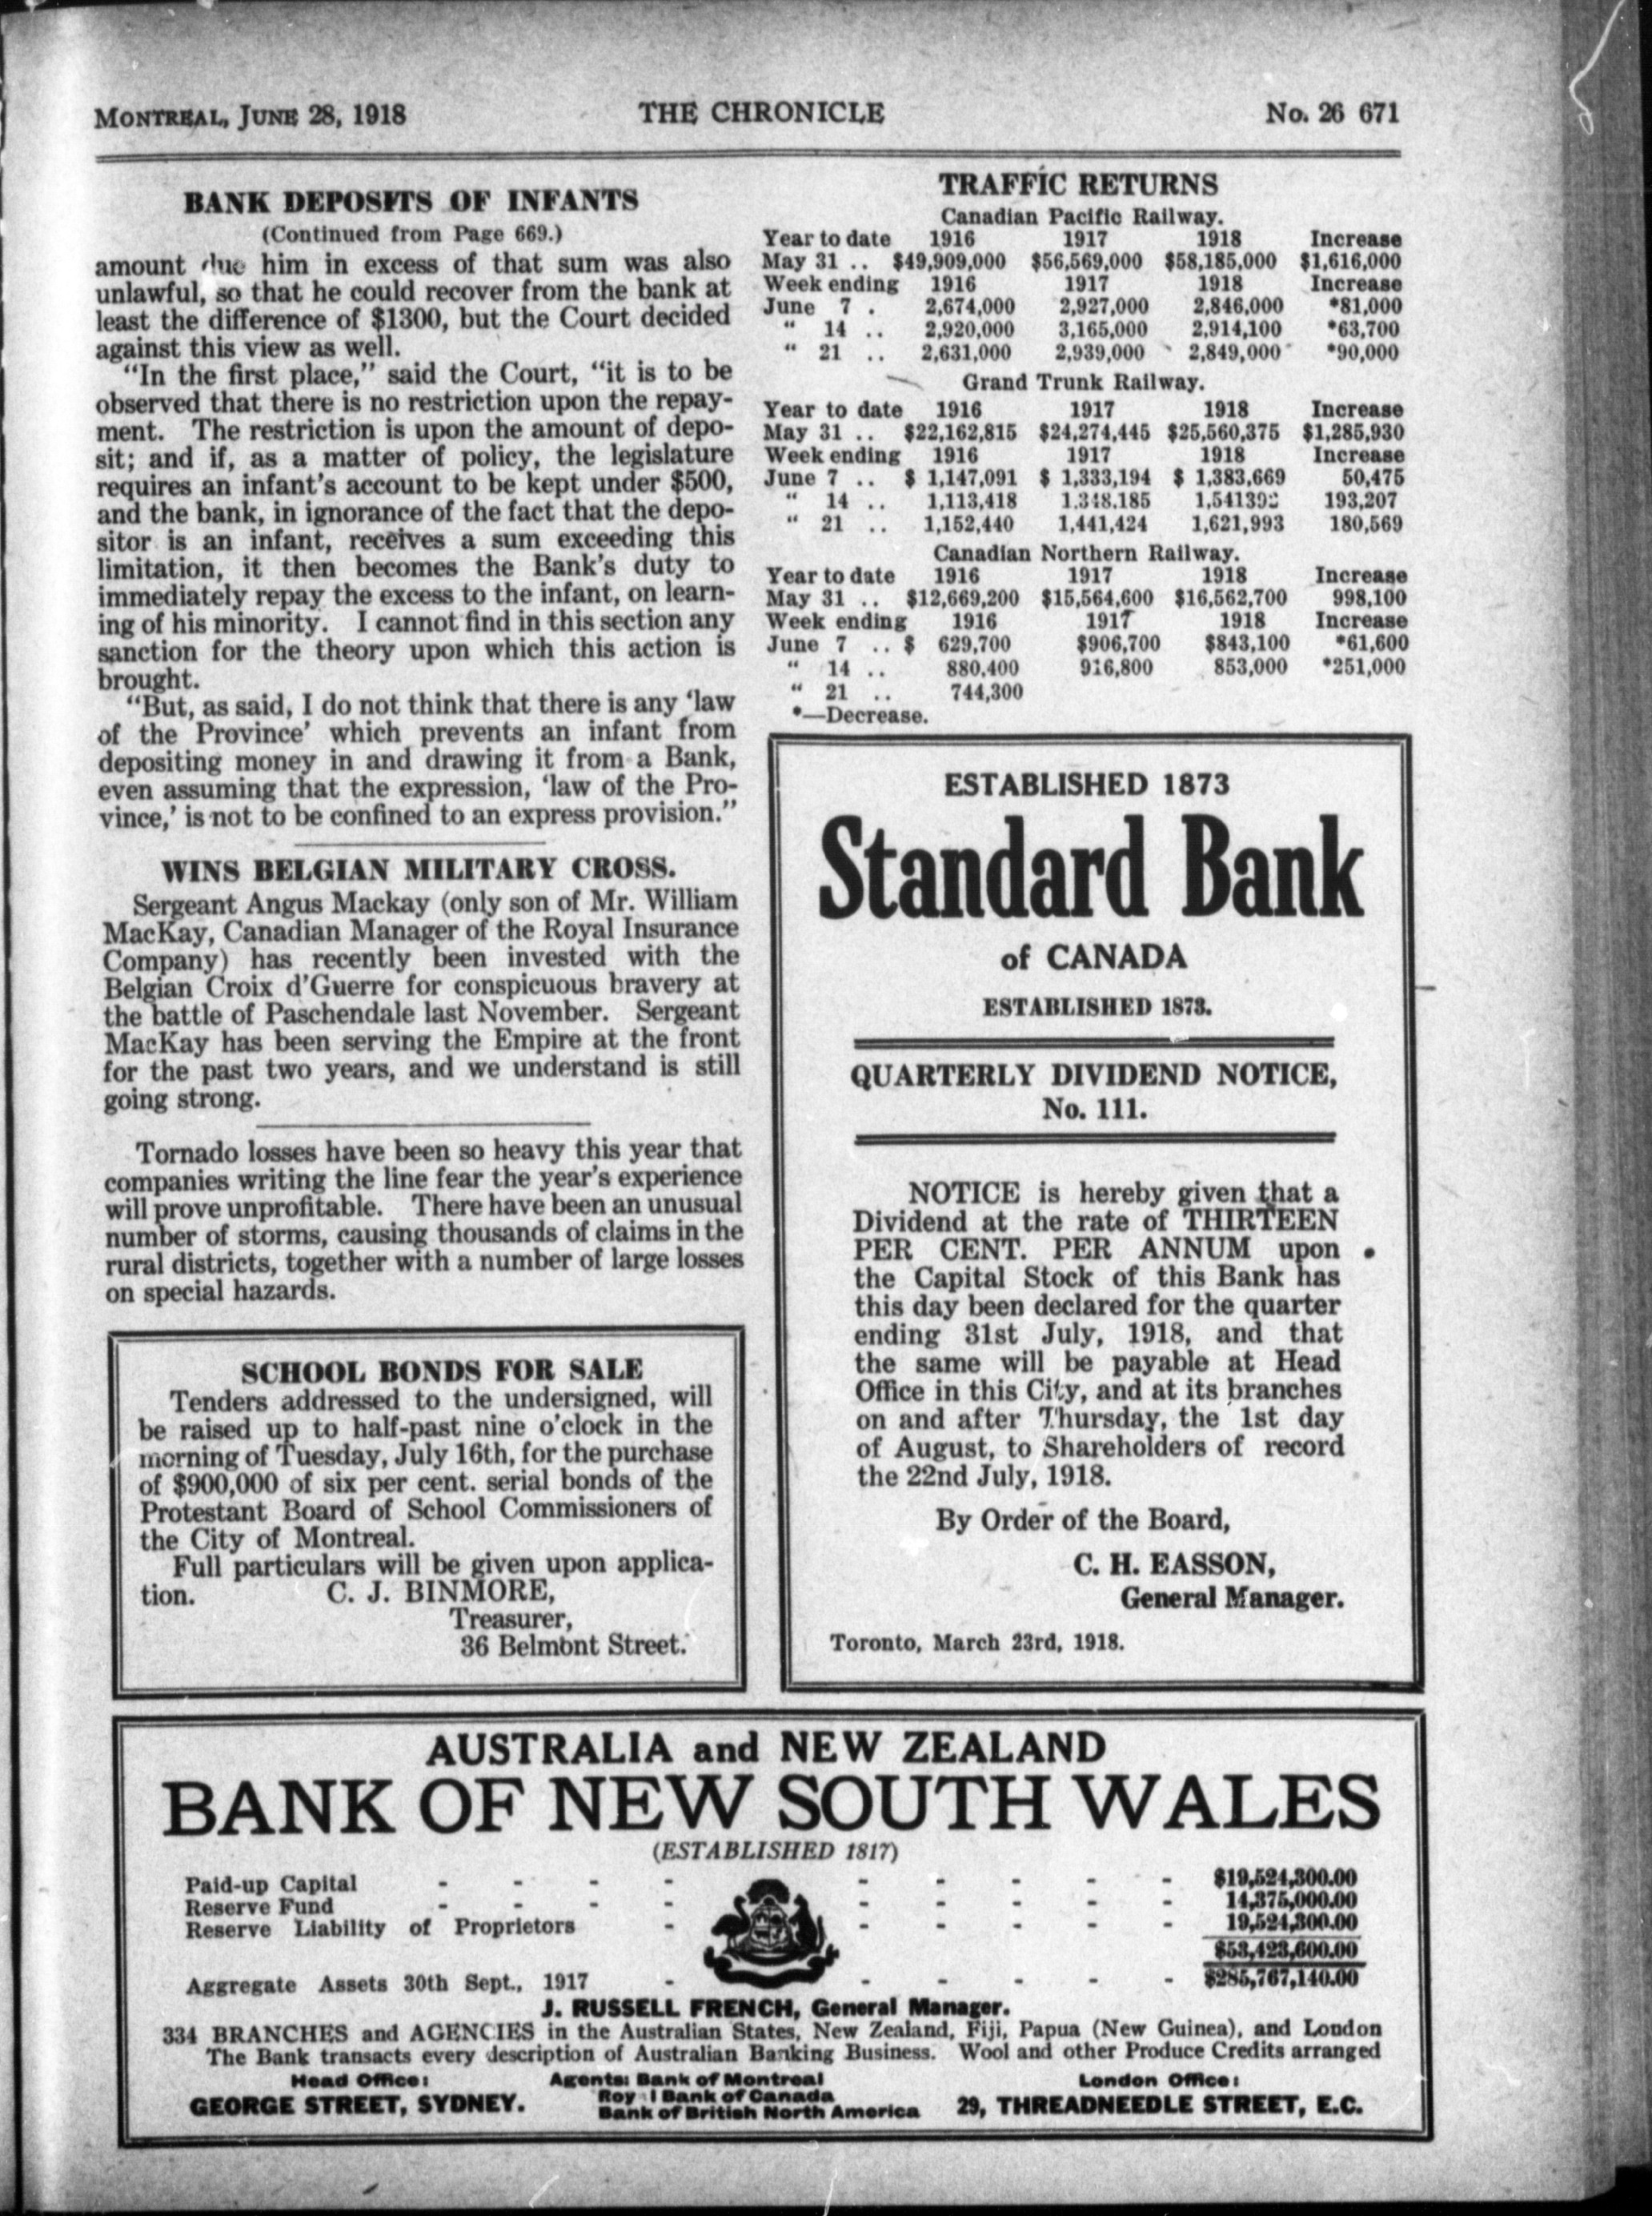 MONTREAL, JUNE 28, 1918 THE CHRONICLE No. 26 671
BANK DEPOSITS OF INFANTS
(Continued from Page 669.)
amount due him in excess of that sum was also
unlawful, so that he could recover from the bank at
least the difference of $1300, but the Court decided
against this view as well.
"In the first place," said the Court, "it is to be
observed that there is no restriction upon the repay-
ment. The restriction is upon the amount of depo-
sit; and if, as a matter of policy, the legislature
requires an infant's account to be kept under $500,
and the bank, in ignorance of the fact that the depo-
sitor is an infant, receives a sum exceeding this
limitation, it then becomes the Bank's duty to
immediately repay the excess to the infant, on learn-
ing of his minority. I cannot find in this section any
sanction for the theory upon which this action is
brought.
"But, as said, I do not think that there is any 'law
of the Province' which prevents an infant from
depositing money in and drawing it from a Bank,
even assuming that the expression, 'law of the Pro-
vince,' is not to be confined to an express provision."
WINS BELGIAN MILITARY CROSS.
Sergeant Angus Mackay (only son of Mr. William
MacKay, Canadian Manager of the Royal Insurance
Company) has recently been invested with the
Belgian Croix d'Guerre for conspicuous bravery at
the battle of Paschendale last November. Sergeant
MacKay has been serving the Empire at the front
for the past two years, and we understand is still
going strong.
Tornado losses have been so heavy this year that
companies writing the line fear the year's experience
will prove unprofitable. There have been an unusual
number of storms, causing thousands of claims in the
rural districts, together with a number of large losses
on special hazards.
SCHOOL BONDS FOR SALE
Tenders addressed to the undersigned, will
be raised up to half-past nine o'clock in the
morning of Tuesday, July 16th, for the purchase
of $900,000 of six per cent. serial bonds of the
Protestant Board of School Commissioners of
the City of Montreal.
Full particulars will be given upon applica-
tion. C. J. BINMORE,
Treasurer,
36 Belmont Street.
TRAFFIC RETURNS
Canadian Pacific Railway.
Year to date 1916 1917 1918 Increase
May 31 .. $49,909,000 $56,569,000 $58,185,000 $1,616,000
Week ending 1916 1917 1918 Increase
June 7 . 2,674,000 2,927,000 2,846,000 *81,000
" 14 .. 2,920,000 3,165,000 2,914,100 *63,700
" 21 .. 2,631,000 2,939,000 2,849,000 *90,000
Grand Trunk Railway.
Year to date 1916 1917 1918 Increase
May 31 .. $22,162,815 $24,274,445 $25,560,375 $1,285,930
Week ending 1916 1917 1918 Increase
June 7 .. $ 1,147,091 $ 1,333,194 $ 1,383,669 50,475
" 14 .. 1,113,418 1.348.185 193,207
" 21 .. 1,152,440 1,441,424 1,621,993 180,569
Canadian Northern Railway.
Year to date 1916 1917 1918 Increase
May 31 .. $12,669,200 $15,564,600 $16,562,700 998,100
Week ending 1916 1917 1918 Increase
June 7 .. $ 629,700 $906,700 $843,100 *61,600
" 14 .. 880.400 916,800 853,000 *251,000
" 21 .. 744,300
*—Decrease.
ESTABLISHED 1873
Standard Bank
of CANADA
ESTABLISHED 1873.
QUARTERLY DIVIDEND NOTICE,
No. 111.
NOTICE is hereby given that a
Dividend at the rate of THIRTEEN
PER CENT. PER ANNUM upon
the Capital Stock of this Bank has
this day been declared for the quarter
ending 31st July, 1918, and that
the same will be payable at Head
Office in this City, and at its branches
on and after Thursday, the 1st day
of August, to Shareholders of record
the 22nd July, 1918.
By Order of the Board,
C. H. EASSON,
General Manager.
Toronto, March 23rd, 1918.
AUSTRALIA and NEW ZEALAND
BANK OF NEW SOUTH WALES
(ESTABLISHED 1817)
Paid-up Capital - - - - - - - - - $19,524,300.00
Reserve Fund - - - - - - - - - 14,375,000.00
Reserve Liability of Proprietors - - - - - - 19,524,300.00
$53,423,600.00
Aggregate Assets 30th Sept., 1917 - - - - - - $285,767,140.00
J. RUSSELL FRENCH, General Manager.
334 BRANCHES and AGENCIES in the Australian States, New Zealand, Fiji, Papua (New Guinea), and London
The Bank transacts every description of Australian Banking Business. Wool and other Produce Credits arranged
Head Office: Agents: Bank of Montreal London Office:
GEORGE STREET, SYDNEY. Royal Bank of Canada 29, THREADNEEDLE STREET, E.C.
Bank of British North America